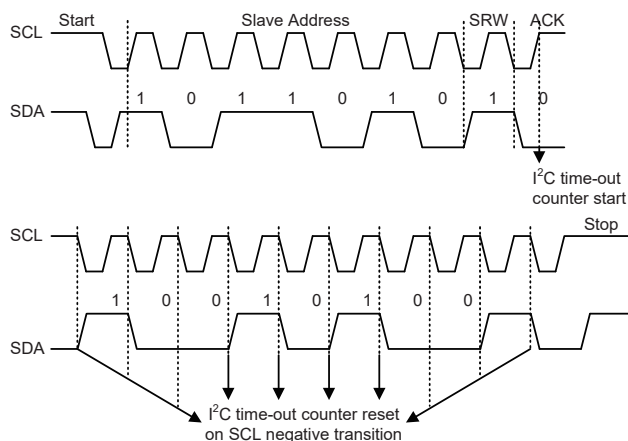 Start Slave Address SRW ACK
SCL
1 0 1 1 0 1 0 1 0
SDA
I²C time-out
counter start
SCL
Stop
1 0 0 1 0 1 0 0
SDA
I²C time-out counter reset
on SCL negative transition